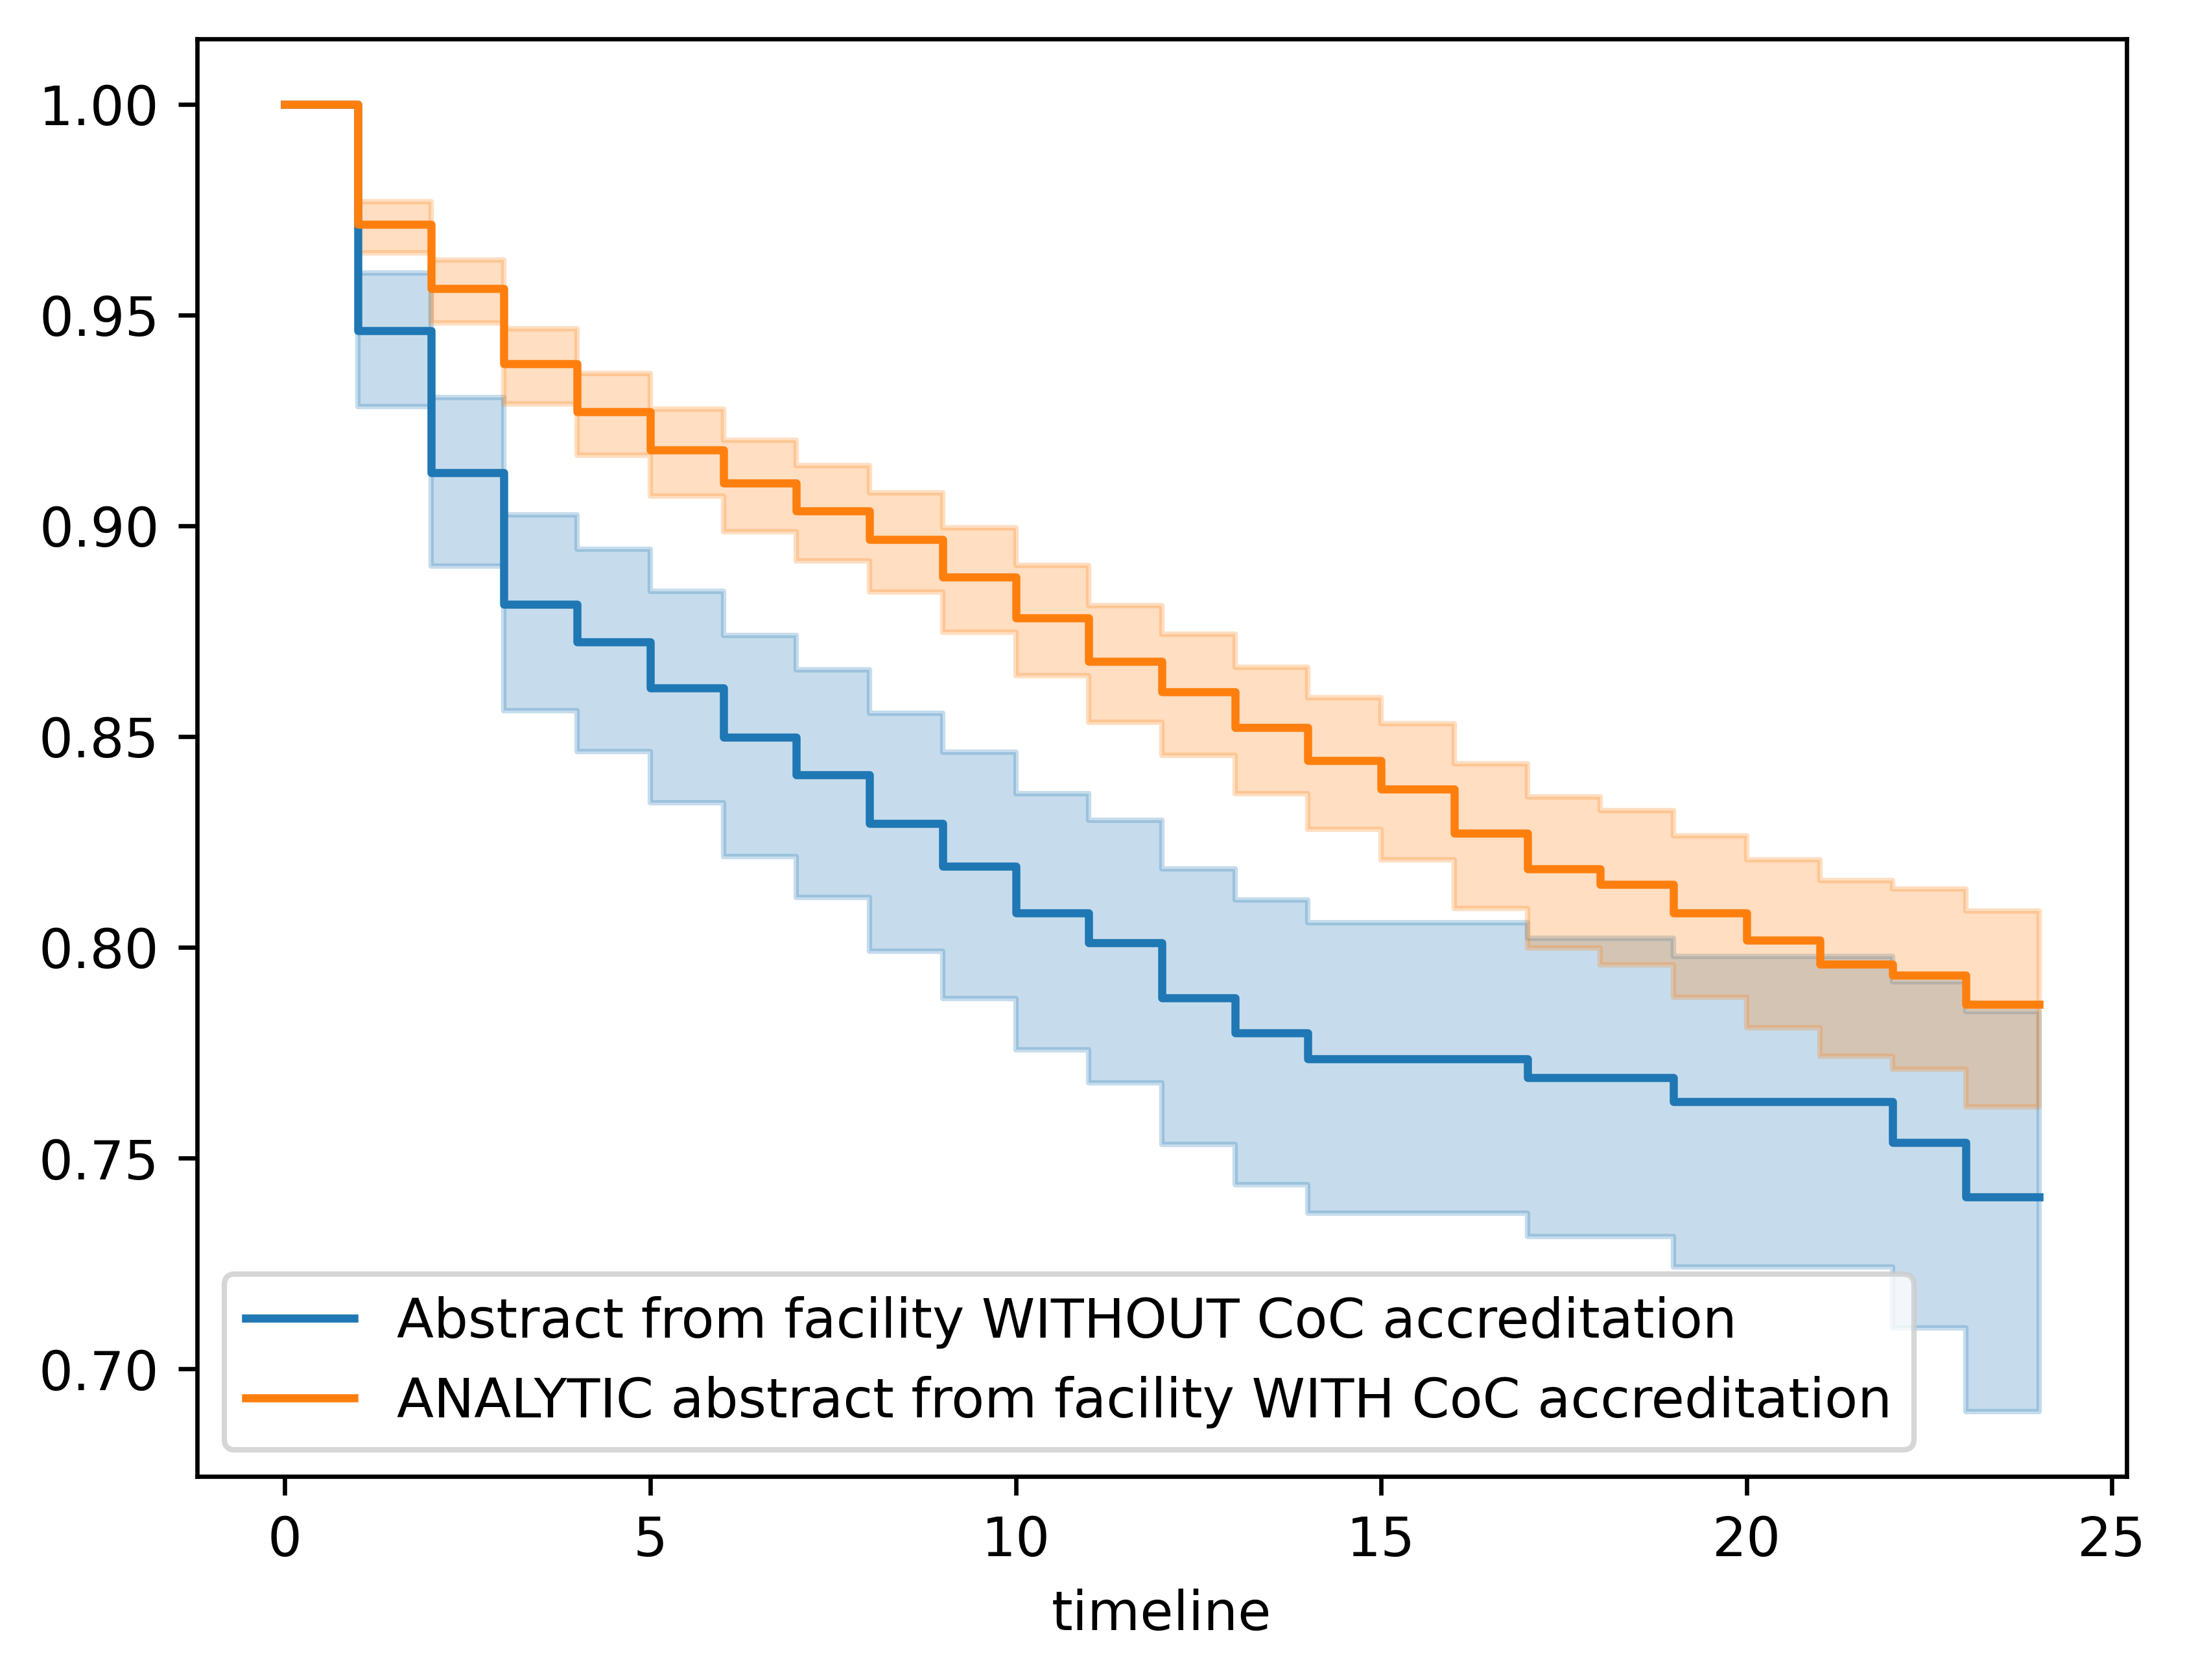 1.00
0.95
0.90
0.85
0.80
0.75
0.70
Abstract from facility WITHOUT CoC accreditation
ANALYTIC abstract from facility WITH CoC accreditation
0 5 10 15 20 25
timeline